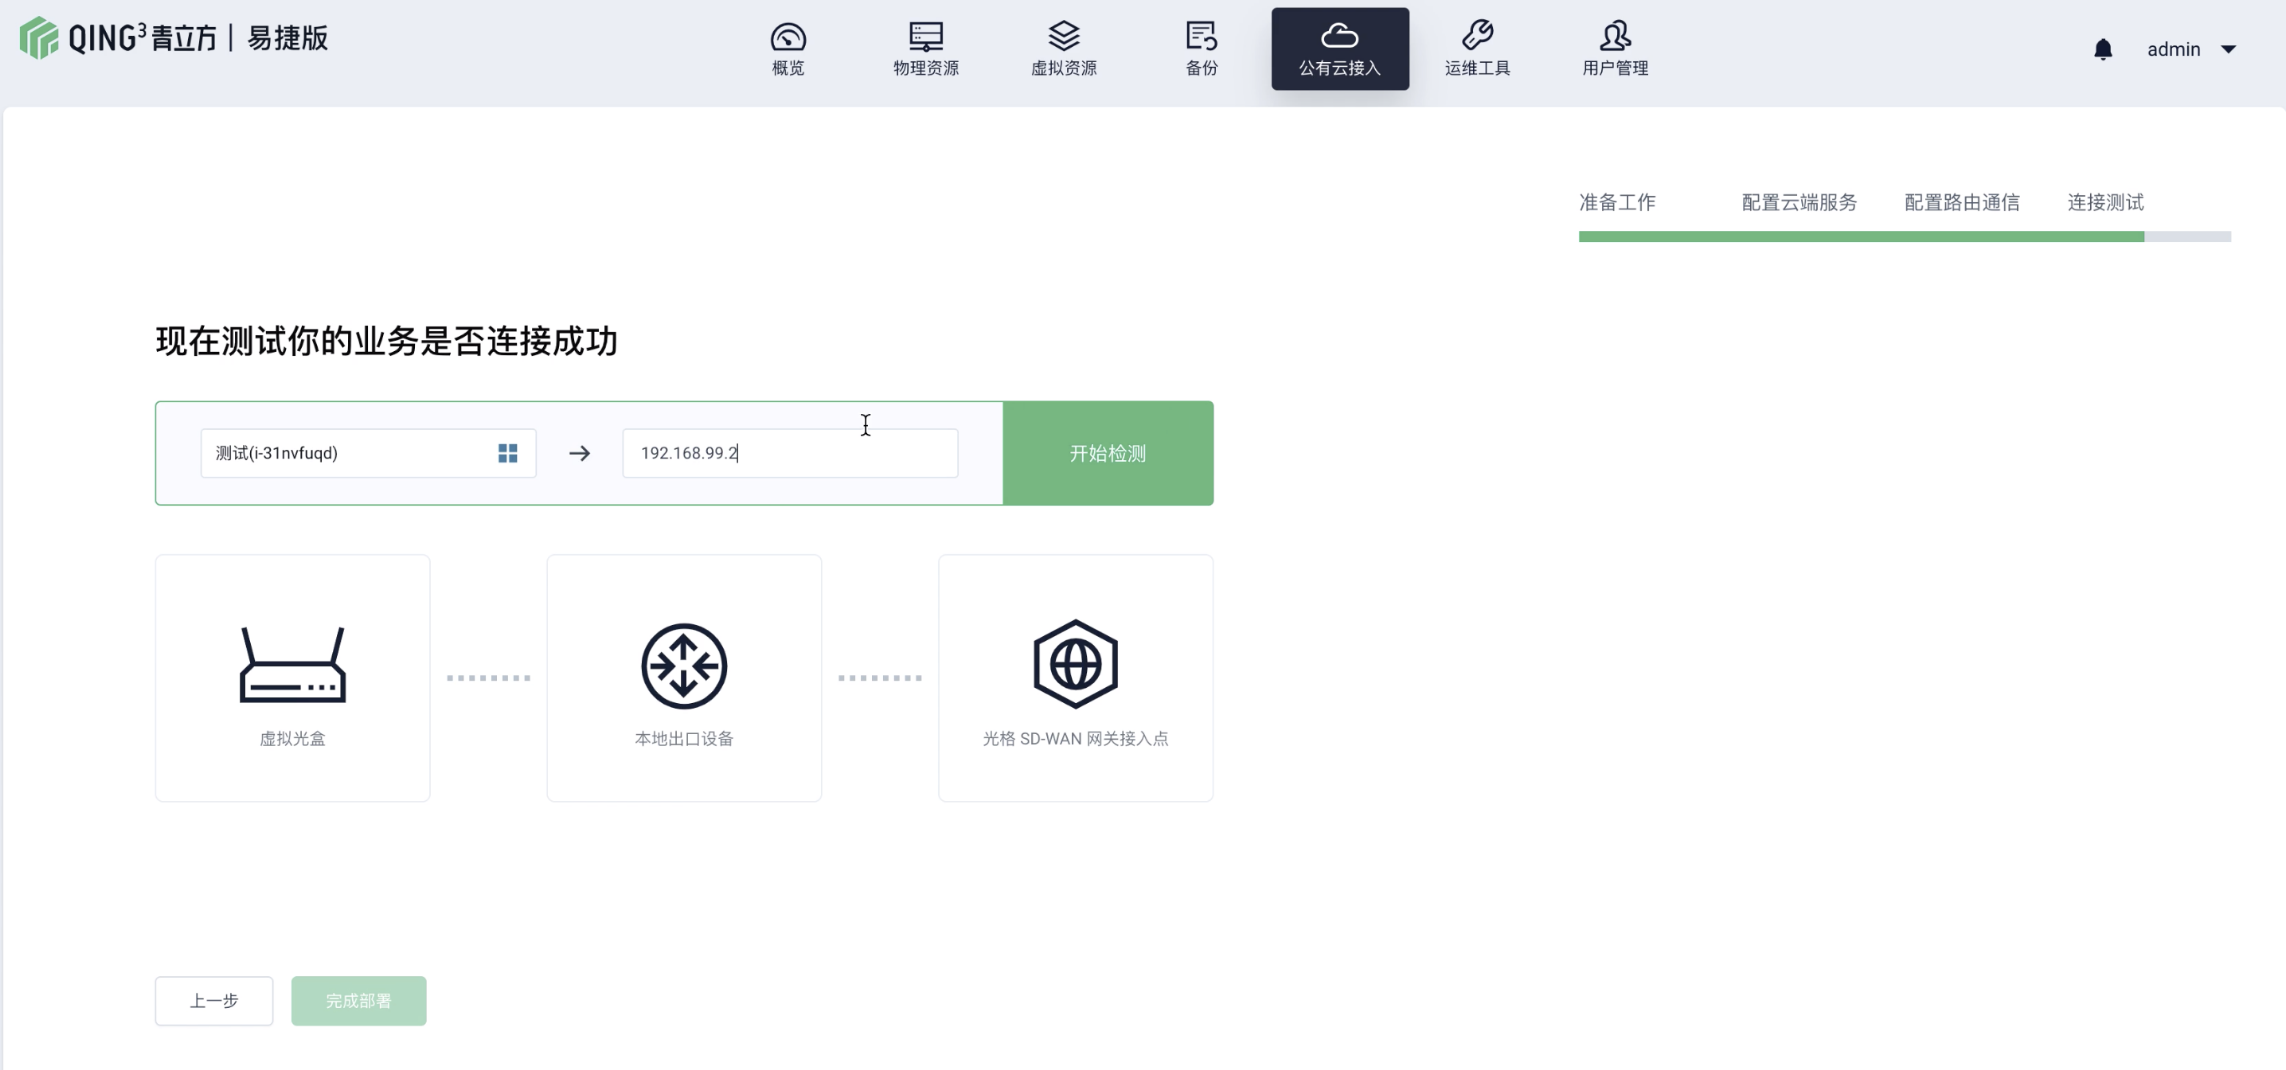 QING³青立方 | 易捷版
概览
物理资源
虚拟资源
备份
公有云接入
运维工具
用户管理
admin
准备工作
配置云端服务
配置路由通信
连接测试
现在测试你的业务是否连接成功
测试(i-31nvfuqd)
192.168.99.2
开始检测
虚拟光盒
本地出口设备
光格 SD-WAN 网关接入点
上一步
完成部署